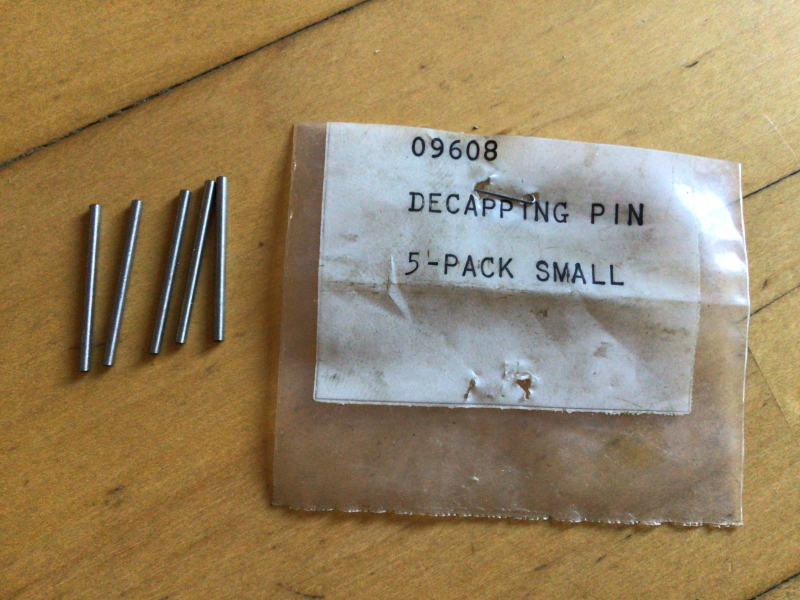 09608
DECAPPING PIN
5-PACK SMALL